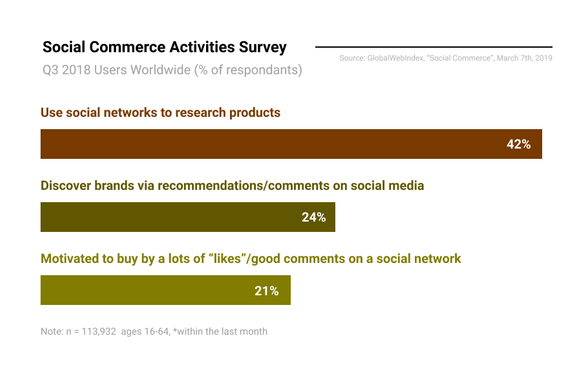 Social Commerce Activities Survey
Source: GlobalWebIndex, "Social Commerce", March 7th, 2019
Q3 2018 Users Worldwide (% of respondants)
Use social networks to research products
42%
Discover brands via recommendations/comments on social media
24%
Motivated to buy by a lots of “likes”/good comments on a social network
21%
Note: n = 113,932 ages 16-64, *within the last month